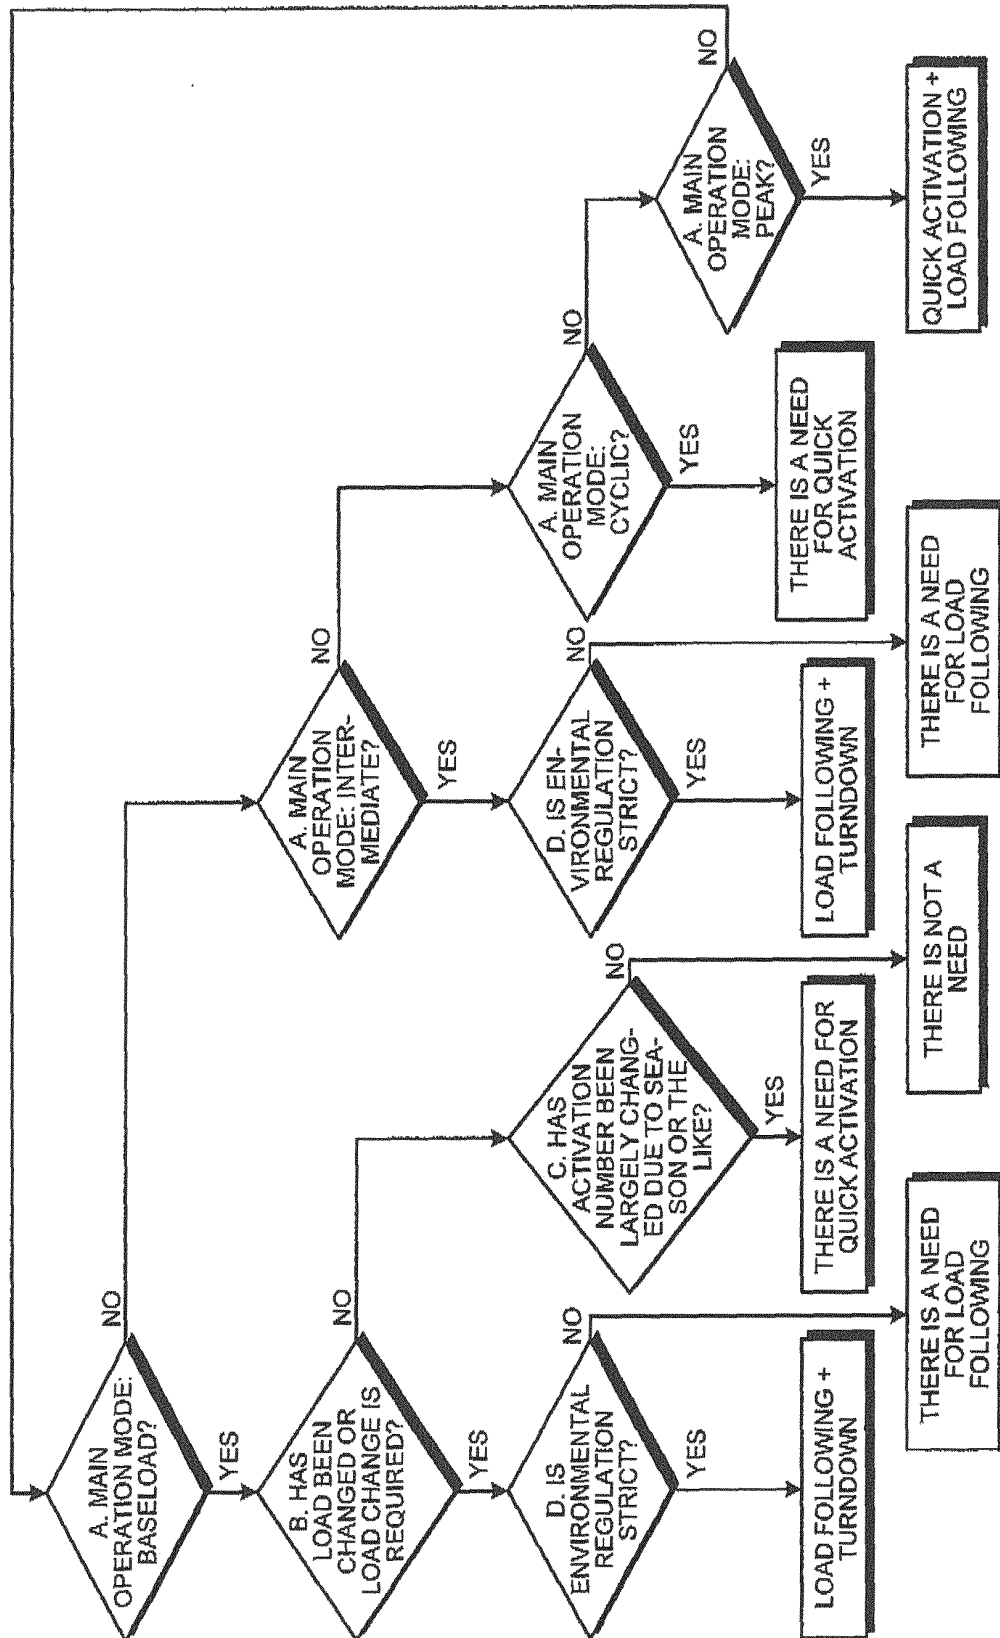 A. MAIN
OPERATION MODE:
BASELOAD?
NO
YES
B. HAS
LOAD BEEN
CHANGED OR
LOAD CHANGE IS
REQUIRED?
NO
YES
D. IS
ENVIRONMENTAL
REGULATION
STRICT?
NO
YES
LOAD FOLLOWING +
TURNDOWN
THERE IS A NEED
FOR LOAD
FOLLOWING
C. HAS
ACTIVATION
NUMBER BEEN
LARGELY CHANG-
ED DUE TO SEA-
SON OR THE
LIKE?
NO
YES
THERE IS A NEED FOR
QUICK ACTIVATION
THERE IS NOT A
NEED
A. MAIN
OPERATION
MODE: INTER-
MEDIATE?
NO
YES
D. IS EN-
VIRONMENTAL
REGULATION
STRICT?
NO
YES
LOAD FOLLOWING +
TURNDOWN
THERE IS A NEED
FOR LOAD
FOLLOWING
A. MAIN
OPERATION
MODE:
CYCLIC?
NO
YES
THERE IS A NEED
FOR QUICK
ACTIVATION
A. MAIN
OPERATION
MODE:
PEAK?
NO
YES
QUICK ACTIVATION +
LOAD FOLLOWING